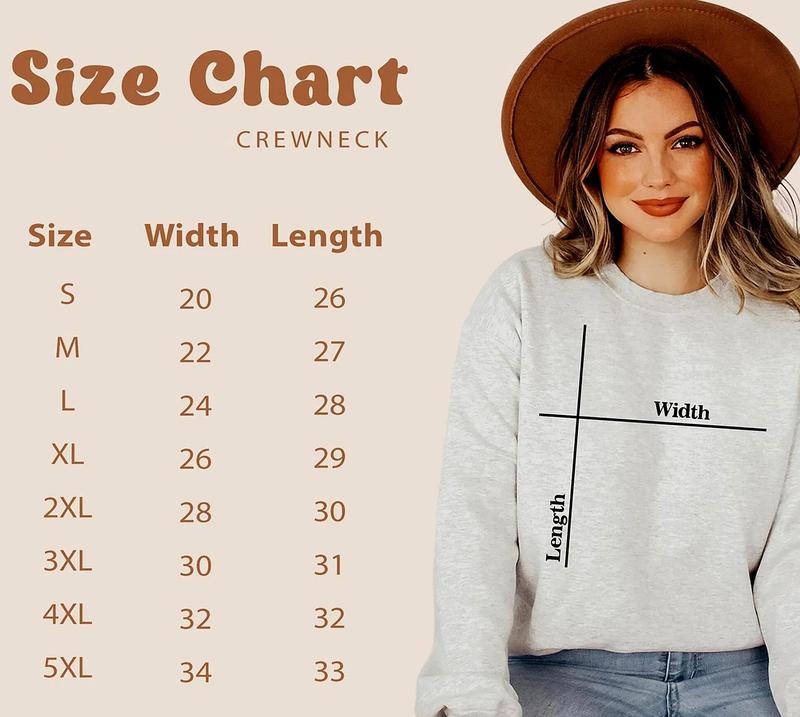 Size Chart
CREWNECK
Size Width Length
S 20 26
M 22 27
L 24 28
XL 26 29
2XL 28 30
3XL 30 31
4XL 32 32
5XL 34 33
Width
Length